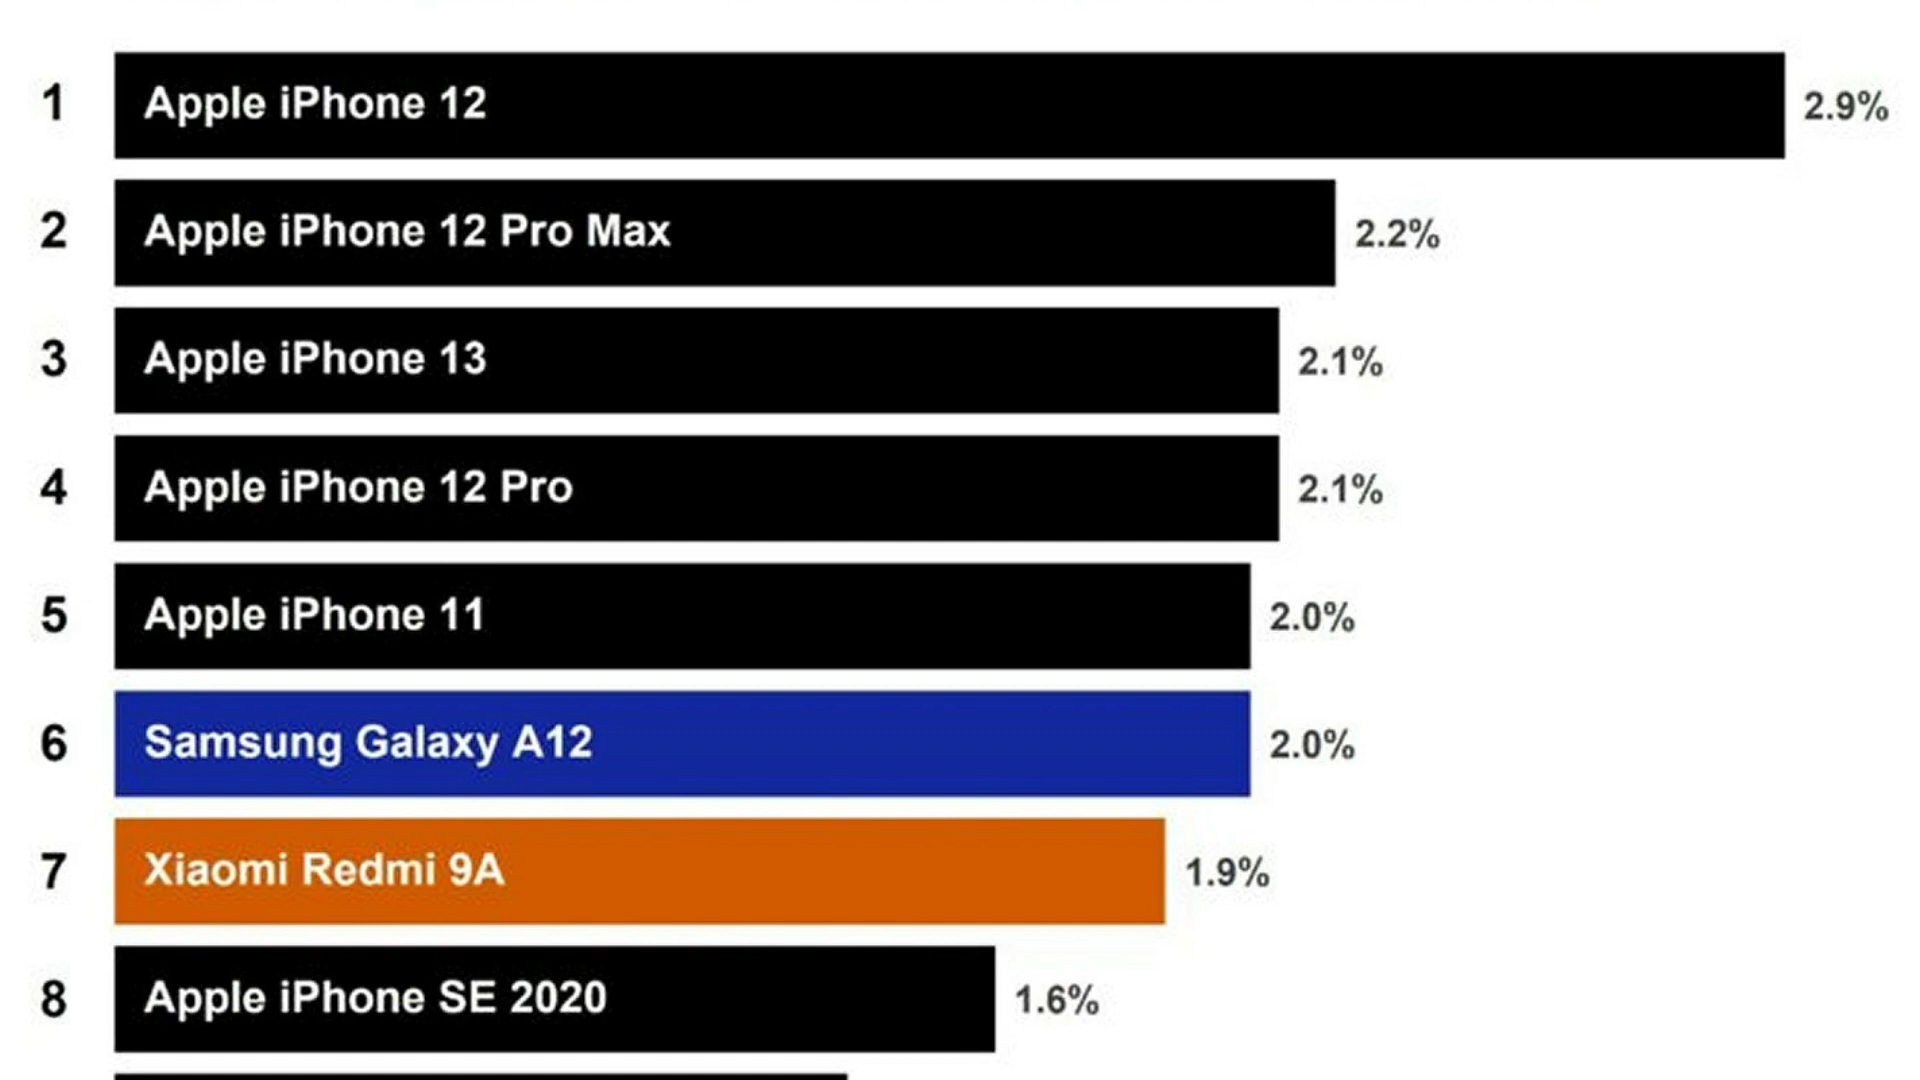 1 Apple iPhone 12 2.9%
2 Apple iPhone 12 Pro Max 2.2%
3 Apple iPhone 13 2.1%
4 Apple iPhone 12 Pro 2.1%
5 Apple iPhone 11 2.0%
6 Samsung Galaxy A12 2.0%
7 Xiaomi Redmi 9A 1.9%
8 Apple iPhone SE 2020 1.6%